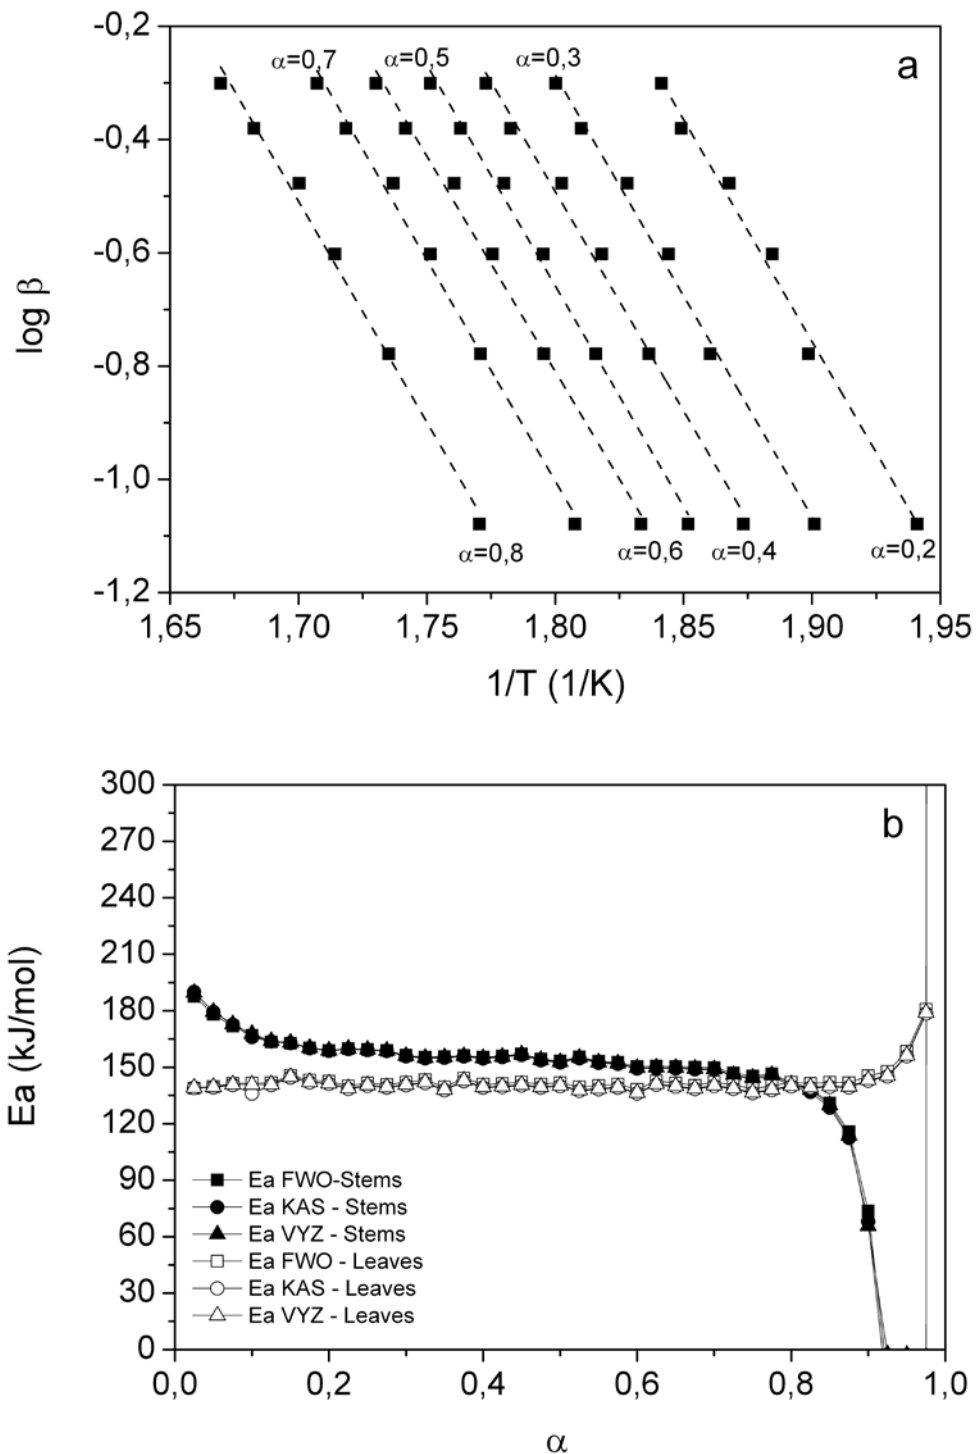 -0,2
a
α=0,7
α=0,5
α=0,3
-0,4
-0,6
log β
-0,8
-1,0
α=0,8
α=0,6
α=0,4
α=0,2
-1,2
1,65
1,70
1,75
1,80
1,85
1,90
1,95
1/T (1/K)
300
b
270
240
210
180
150
120
90
60
30
0
Ea (kJ/mol)
Ea FWO-Stems
Ea KAS - Stems
Ea VYZ - Stems
Ea FWO - Leaves
Ea KAS - Leaves
Ea VYZ - Leaves
0,0
0,2
0,4
0,6
0,8
1,0
α